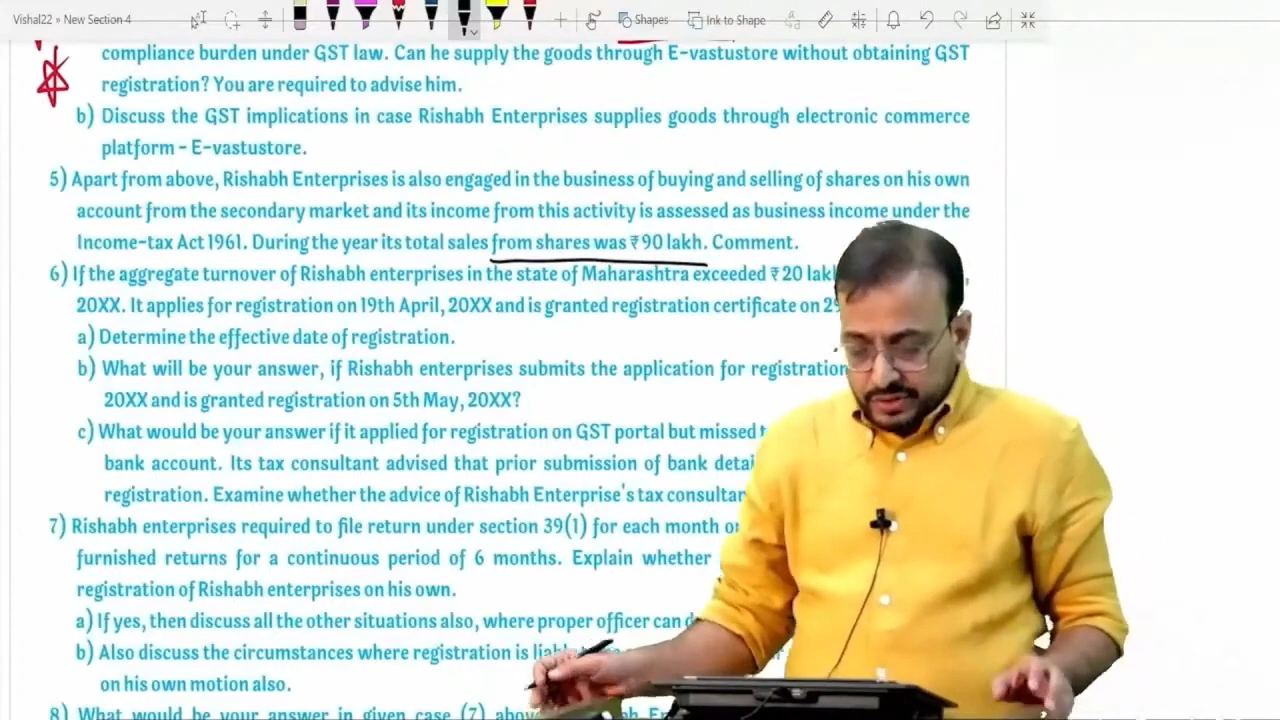 Vishal22 » New Section 4
Shapes
Ink to Shape
compliance burden under GST law. Can he supply the goods through E-vastustore without obtaining GST
registration? You are required to advise him.
b) Discuss the GST implications in case Rishabh Enterprises supplies goods through electronic commerce
platform - E-vastustore.
5) Apart from above, Rishabh Enterprises is also engaged in the business of buying and selling of shares on his own
account from the secondary market and its income from this activity is assessed as business income under the
Income-tax Act 1961. During the year its total sales from shares was ₹90 lakh. Comment.
6) If the aggregate turnover of Rishabh enterprises in the state of Maharashtra exceeded ₹20
20XX. It applies for registration on 19th April, 20XX and is granted registration certificate on
a) Determine the effective date of registration.
b) What will be your answer, if Rishabh enterprises submits the application for registration
20XX and is granted registration on 5th May, 20XX?
c) What would be your answer if it applied for registration on GST portal but missed
bank account. Its tax consultant advised that prior submission of bank
registration. Examine whether the advice of Rishabh Enterprise's tax
7) Rishabh enterprises required to file return under section 39(1) for each month
furnished returns for a continuous period of 6 months. Explain whether
registration of Rishabh enterprises on his own.
a) If yes, then discuss all the other situations also, where proper officer can
b) Also discuss the circumstances where registration is
on his own motion also.
8) What would be your answer in given case (7)